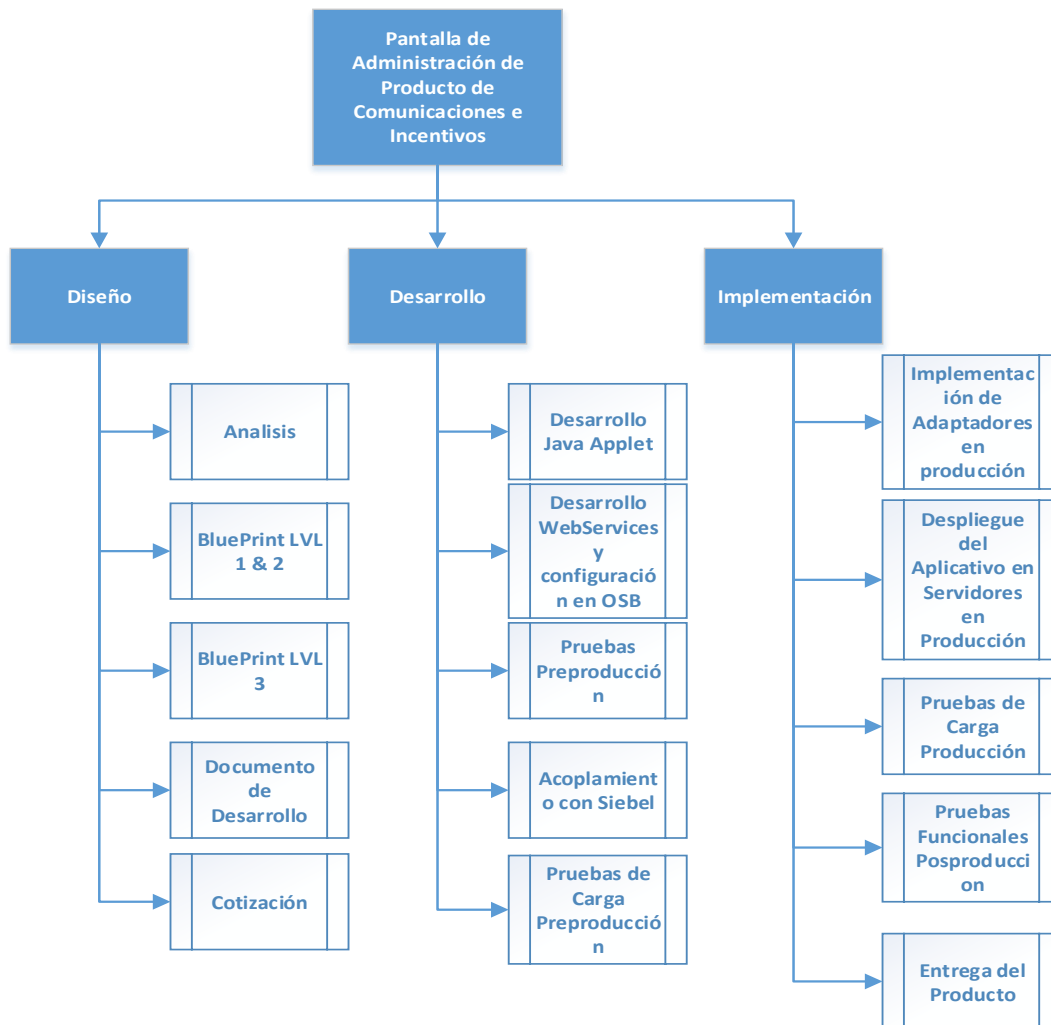 Pantalla de
Administración de
Producto de
Comunicaciones e
Incentivos
Diseño
Desarrollo
Implementación
Analisis
BluePrint LVL
1 & 2
BluePrint LVL
3
Documento
de
Desarrollo
Cotización
Desarrollo
Java Applet
Desarrollo
WebServices
y
configuració
n en OSB
Pruebas
Preproducció
n
Acoplamient
o con Siebel
Pruebas de
Carga
Preproducción
Implementac
ión de
Adaptadores
en
producción
Despliegue
del
Aplicativo en
Servidores
en
Producción
Pruebas de
Carga
Producción
Pruebas
Funcionales
Posproducci
on
Entrega del
Producto